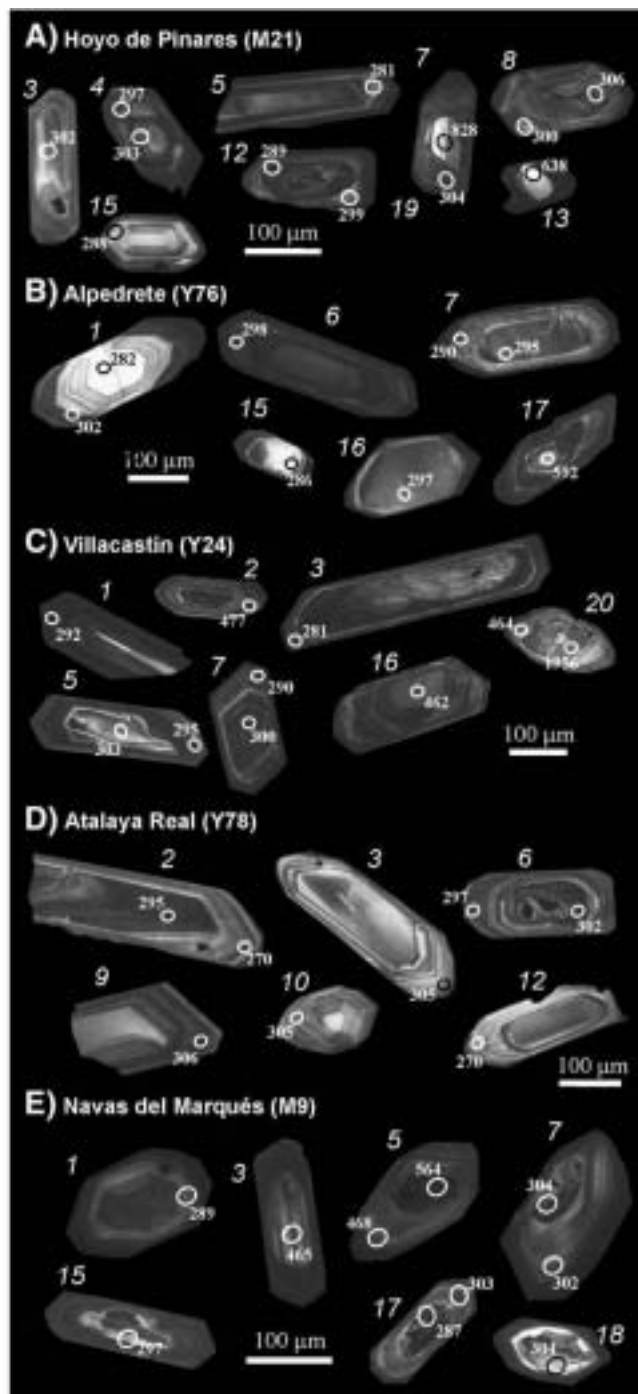 A) Hoyo de Pinares (M21)
3 4 5 7 8
297 281 306
302 303 828 300
12 289 638
299 19 304 13
15
288
100 µm
B) Alpedrete (Y76)
1 6 7
298 290 295
282
302 15 16 17
286 297 592
100 µm
C) Villacastín (Y24)
1 2 3
292 477 281 20
464 1956
5 7 290 16
303 295 300 462
100 µm
D) Atalaya Real (Y78)
2 3 6
295 297 302
270
9 10 305 12
306 305 270
100 µm
E) Navas del Marqués (M9)
1 3 5 7
564 304
289 465 468
302
15 17 303
297 287 18
304
100 µm